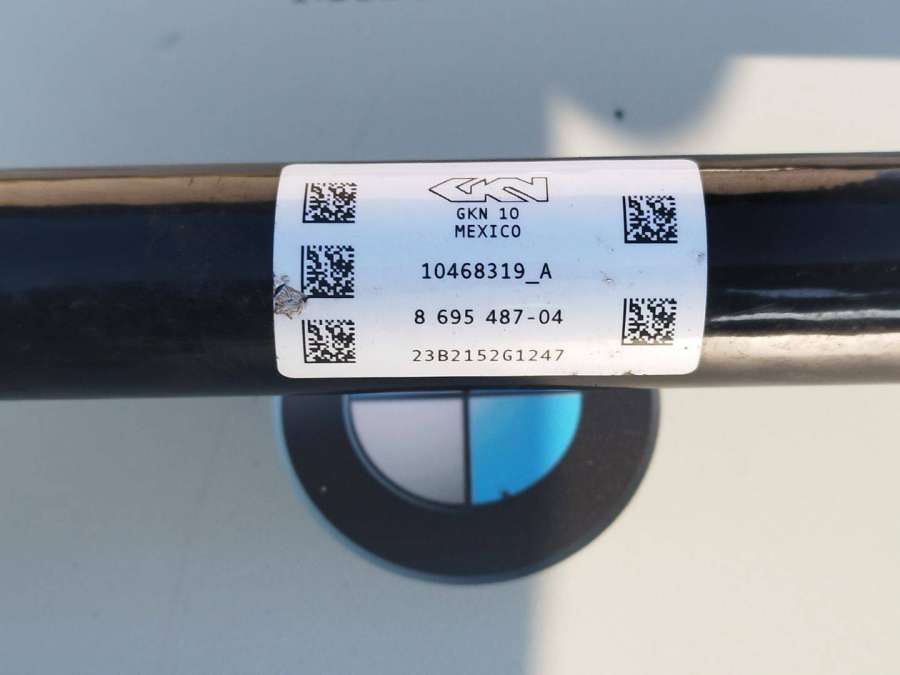 GKN
GKN 10
MEXICO
10468319_A
8 695 487-04
23B2152G1247